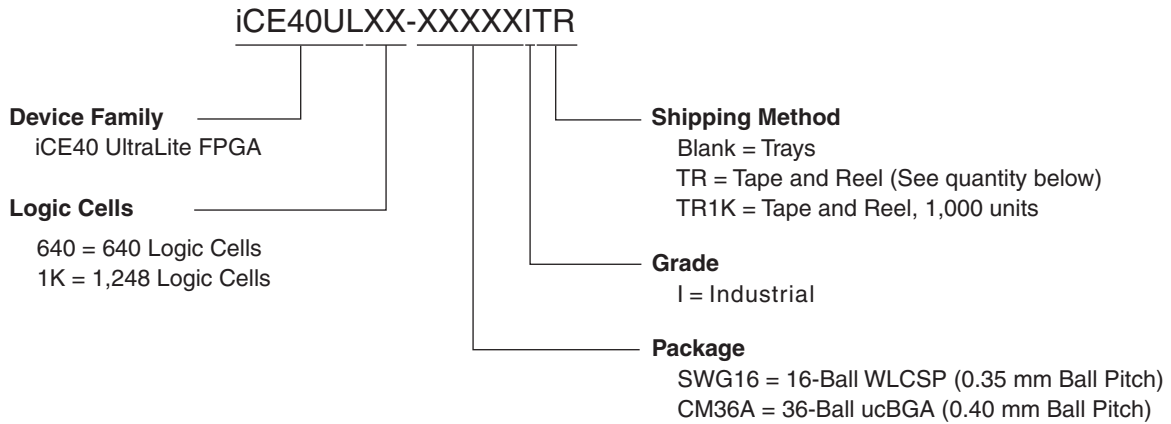 iCE40ULXX-XXXXXITR
Device Family
iCE40 UltraLite FPGA
Logic Cells
640 = 640 Logic Cells
1K = 1,248 Logic Cells
Shipping Method
Blank = Trays
TR = Tape and Reel (See quantity below)
TR1K = Tape and Reel, 1,000 units
Grade
I = Industrial
Package
SWG16 = 16-Ball WLCSP (0.35 mm Ball Pitch)
CM36A = 36-Ball ucBGA (0.40 mm Ball Pitch)